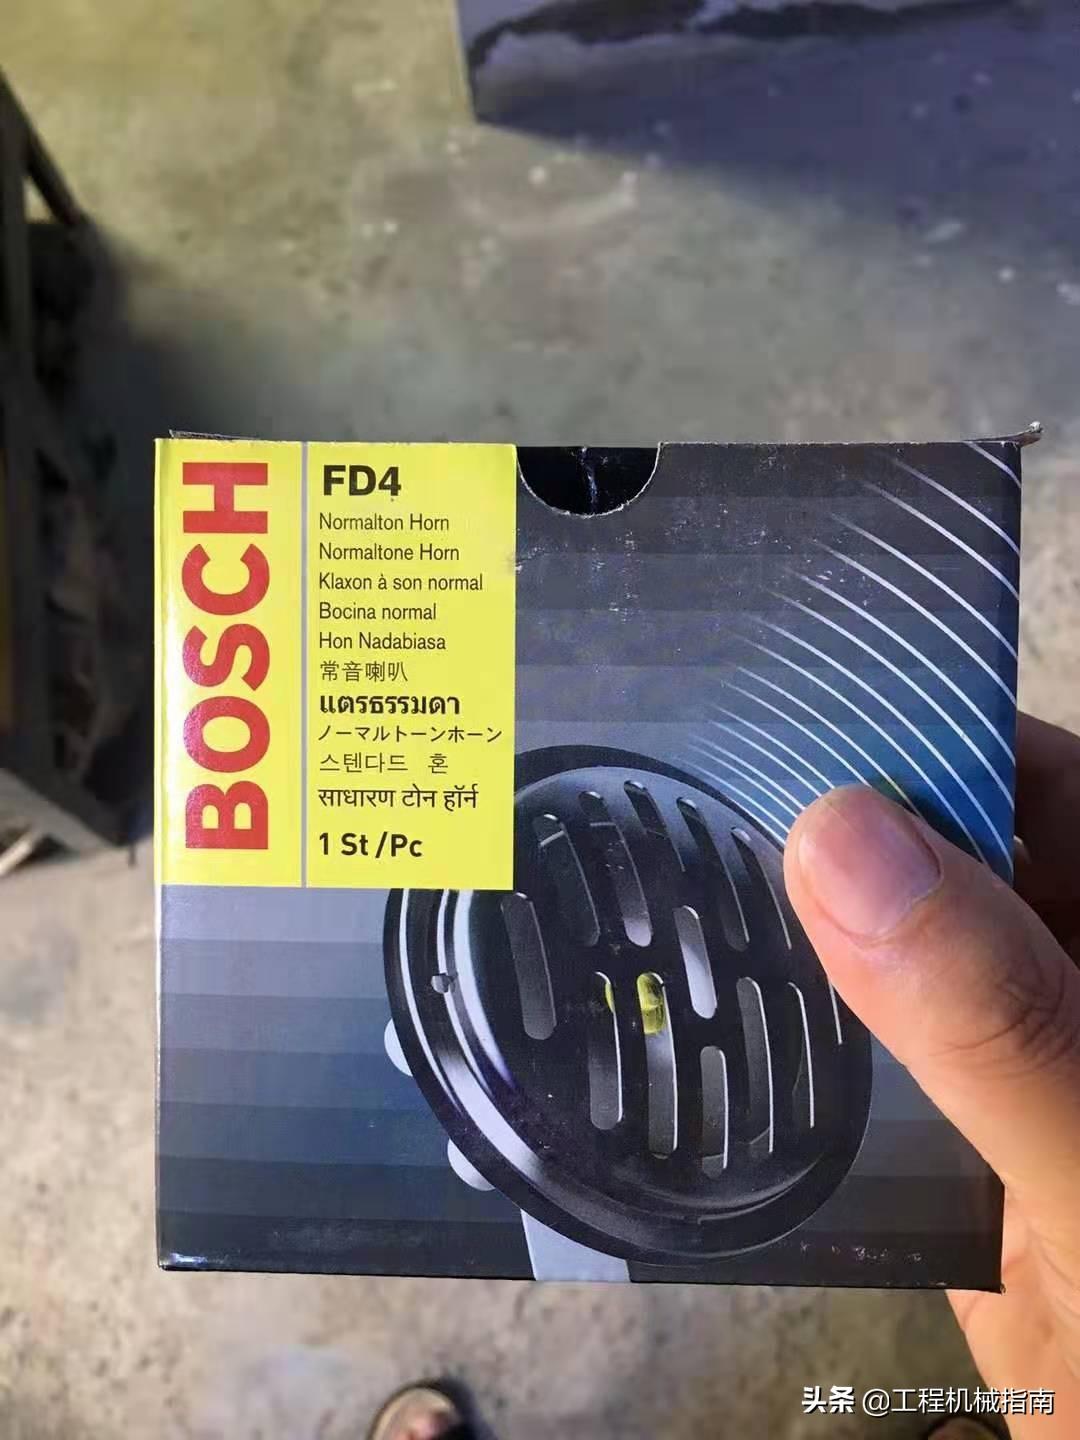 BOSCH
FD4
Normalton Horn
Normaltone Horn
Klaxon à son normal
Bocina normal
Hon Nadabiasa
常音喇叭
แตรธรรมดา
ノーマルトーンホーン
스텐다드 혼
साधारण टोन हॉर्न
1 St /Pc
头条 @工程机械指南